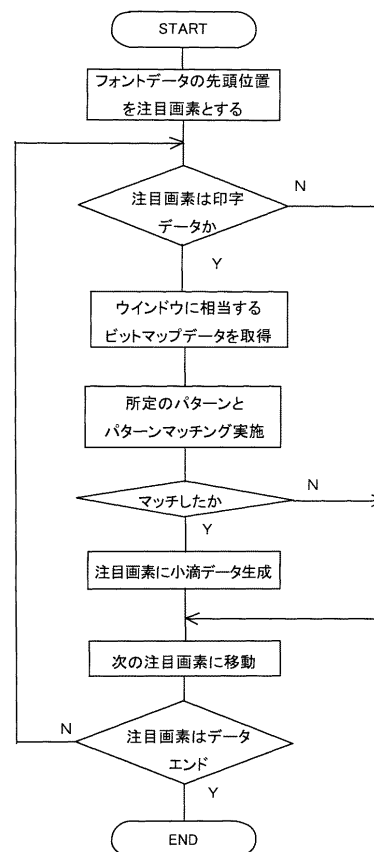 START
フォントデータの先頭位置
を注目画素とする
注目画素は印字
データか
N
Y
ウインドウに相当する
ビットマップデータを取得
所定のパターンと
パターンマッチング実施
マッチしたか
N
Y
注目画素に小滴データ生成
次の注目画素に移動
N
注目画素はデータ
エンド
Y
END